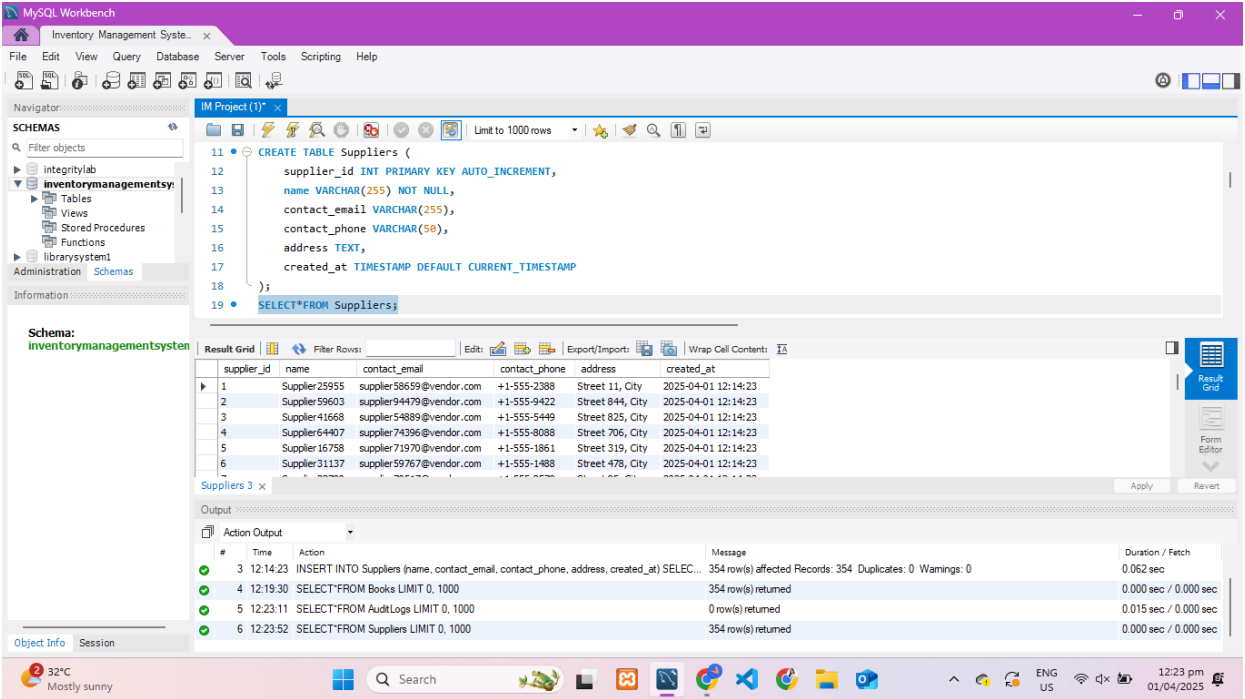 MySQL Workbench
Inventory Management Syste...
File Edit View Query Database Server Tools Scripting Help
Navigator
SCHEMAS
Filter objects
integritylab
inventorymanagementsy
Tables
Views
Stored Procedures
Functions
librarysystem1
Administration Schemas
Information
Schema:
inventorymanagementsysten
Object Info Session
IM Project (1)*
Limit to 1000 rows
11 CREATE TABLE Suppliers (
12 supplier_id INT PRIMARY KEY AUTO_INCREMENT,
13 name VARCHAR(255) NOT NULL,
14 contact_email VARCHAR(255),
15 contact_phone VARCHAR(50),
16 address TEXT,
17 created_at TIMESTAMP DEFAULT CURRENT_TIMESTAMP
18 );
19 SELECT*FROM Suppliers;
Result Grid Filter Rows: Edit: Export/Import: Wrap Cell Content:
supplier_id name contact_email contact_phone address created_at
1 Supplier25955 supplier58659@vendor.com +1-555-2388 Street 11, City 2025-04-01 12:14:23
2 Supplier59603 supplier94479@vendor.com +1-555-9422 Street 844, City 2025-04-01 12:14:23
3 Supplier41668 supplier54889@vendor.com +1-555-5449 Street 825, City 2025-04-01 12:14:23
4 Supplier64407 supplier74396@vendor.com +1-555-8088 Street 706, City 2025-04-01 12:14:23
5 Supplier16758 supplier71970@vendor.com +1-555-1861 Street 319, City 2025-04-01 12:14:23
6 Supplier31137 supplier59767@vendor.com +1-555-1488 Street 478, City 2025-04-01 12:14:23
Result
Grid
Form
Editor
Suppliers 3
Apply Revert
Output
Action Output
# Time Action Message Duration / Fetch
3 12:14:23 INSERT INTO Suppliers (name, contact_email, contact_phone, address, created_at) SELEC... 354 row(s) affected Records: 354 Duplicates: 0 Warnings: 0 0.062 sec
4 12:19:30 SELECT*FROM Books LIMIT 0, 1000 354 row(s) returned 0.000 sec / 0.000 sec
5 12:23:11 SELECT*FROM AuditLogs LIMIT 0, 1000 0 row(s) returned 0.015 sec / 0.000 sec
6 12:23:52 SELECT*FROM Suppliers LIMIT 0, 1000 354 row(s) returned 0.000 sec / 0.000 sec
2
32°C
Mostly sunny
Search
ENG
US
12:23 pm
01/04/2025